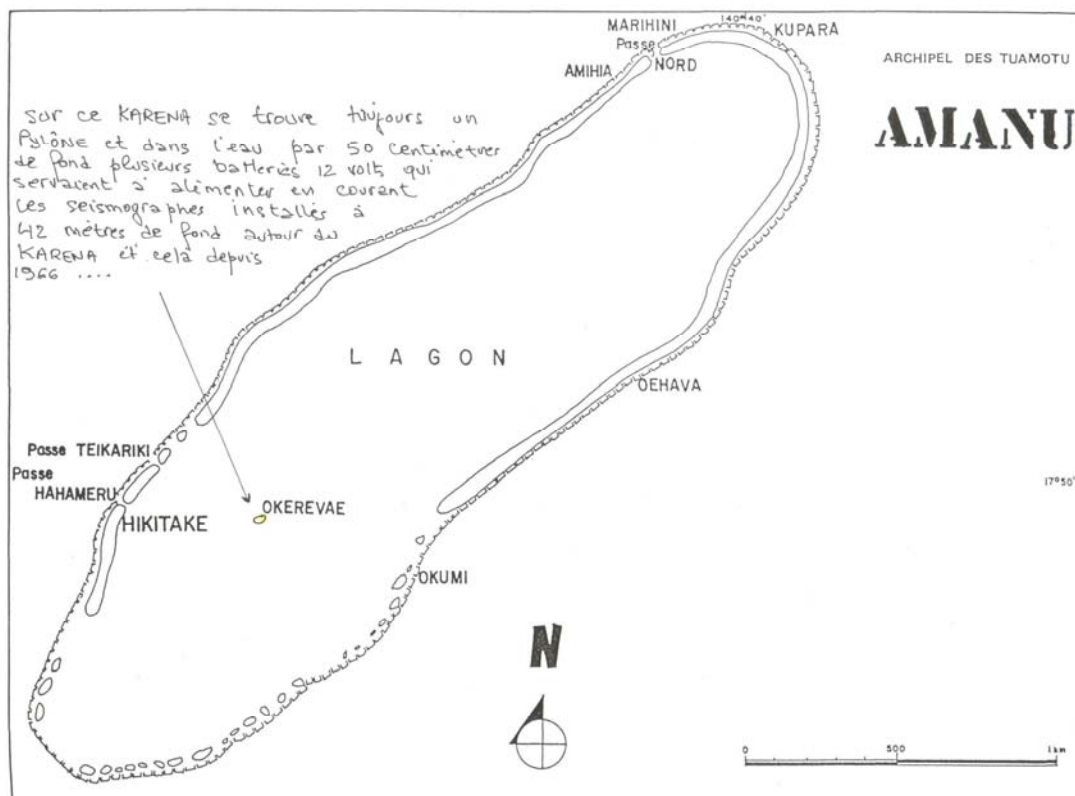 MARIHINI
140°40'
KUPARA
Passe
NORD
AMIHIA
ARCHIPEL DES TUAMOTU
AMANU
sur ce KARENA se trouve toujours un
PYLÔNE et dans l'eau par 50 centimètres
de fond plusieurs batteries 12 volts qui
servaient à alimenter en courant
les seismographes installés à
42 mètres de fond autour du
KARENA et cela depuis
1966 ....
LAGON
OEHAVA
Passe TEIKARIKI
Passe
HAHAMERU
HIKITAKE
OKEREVAE
17°50'
OKUMI
N
0 500 1 km